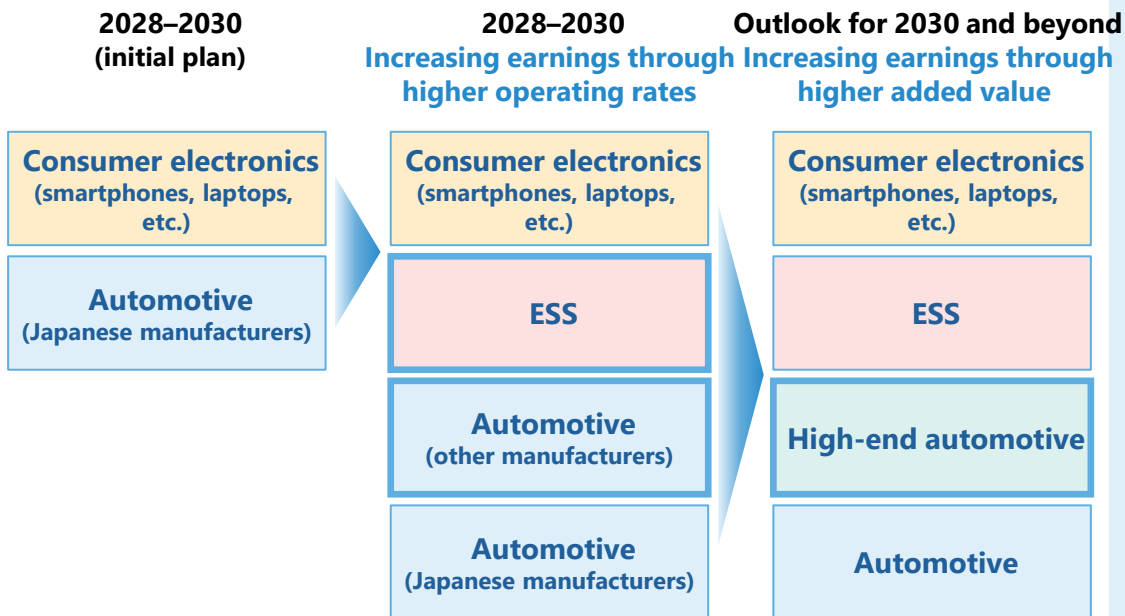 2028–2030
(initial plan)
2028–2030
Increasing earnings through
higher operating rates
Outlook for 2030 and beyond
Increasing earnings through
higher added value
Consumer electronics
(smartphones, laptops,
etc.)
Automotive
(Japanese manufacturers)
Consumer electronics
(smartphones, laptops,
etc.)
ESS
Automotive
(other manufacturers)
Automotive
(Japanese manufacturers)
Consumer electronics
(smartphones, laptops,
etc.)
ESS
High-end automotive
Automotive